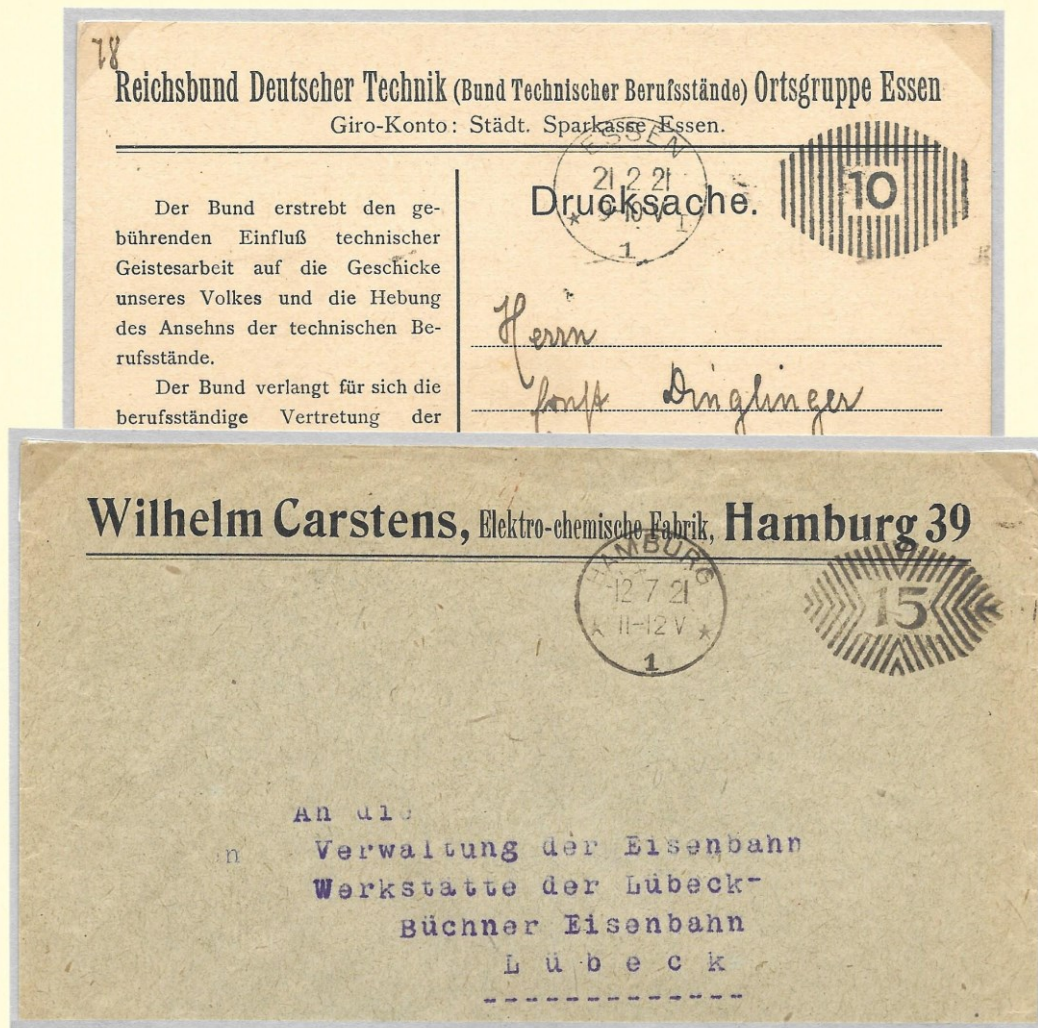 78
Reichsbund Deutscher Technik (Bund Technischer Berufsstände) Ortsgruppe Essen
Giro-Konto: Städt. Sparkasse Essen.
ESSEN
21 2 21
* 9-10 V
1
10
Drucksache.
Der Bund erstrebt den ge-
bührenden Einfluß technischer
Geistesarbeit auf die Geschicke
unseres Volkes und die Hebung
des Ansehns der technischen Be-
rufsstände.
Der Bund verlangt für sich die
berufsständige Vertretung der
Herrn
Ernst Dinglinger
Wilhelm Carstens, Elektro-chemische Fabrik, Hamburg 39
HAMBURG
12 7 21
* 11-12 V *
1
15
An die
n Verwaltung der Eisenbahn
Werkstatte der Lübeck-
Büchner Eisenbahn
Lübeck
-------------